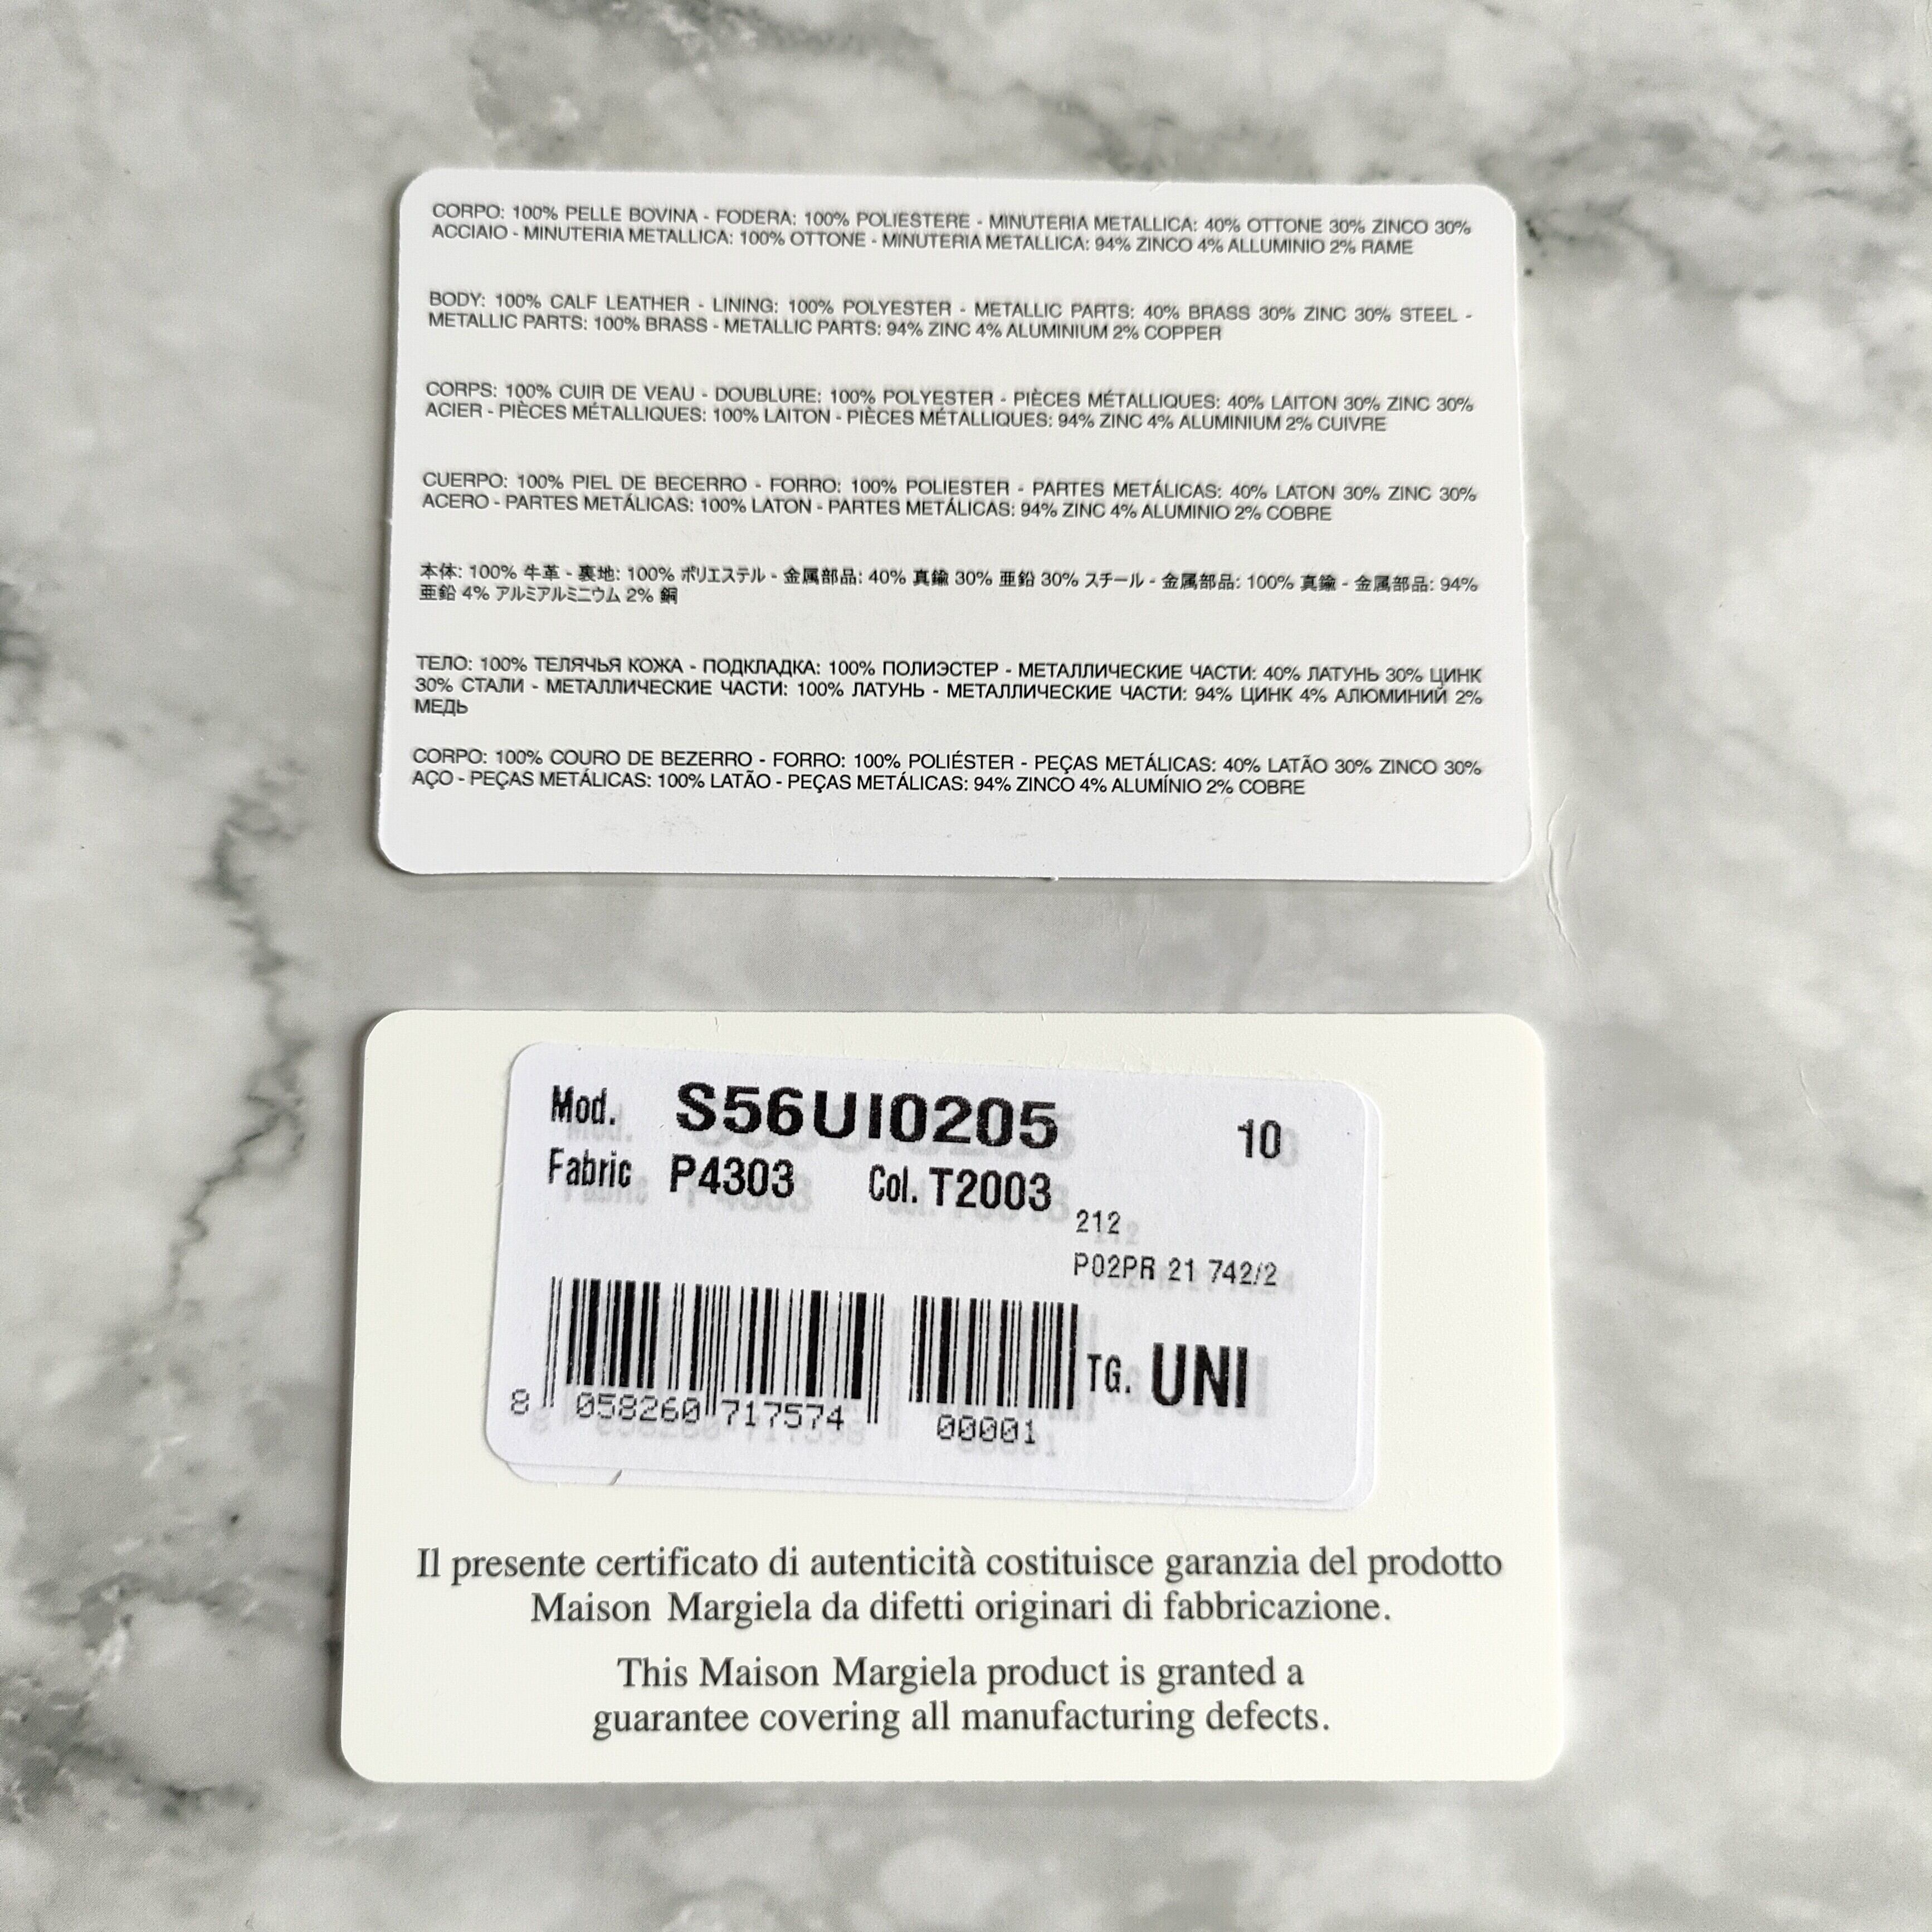 CORPO: 100% PELLE BOVINA - FODERA: 100% POLIESTERE - MINUTERIA METALLICA: 40% OTTONE 30% ZINCO 30%
ACCIAIO - MINUTERIA METALLICA: 100% OTTONE - MINUTERIA METALLICA: 94% ZINCO 4% ALLUMINIO 2% RAME
BODY: 100% CALF LEATHER - LINING: 100% POLYESTER - METALLIC PARTS: 40% BRASS 30% ZINC 30% STEEL -
METALLIC PARTS: 100% BRASS - METALLIC PARTS: 94% ZINC 4% ALUMINIUM 2% COPPER
CORPS: 100% CUIR DE VEAU - DOUBLURE: 100% POLYESTER - PIÈCES MÉTALLIQUES: 40% LAITON 30% ZINC 30%
ACIER - PIÈCES MÉTALLIQUES: 100% LAITON - PIÈCES MÉTALLIQUES: 94% ZINC 4% ALUMINIUM 2% CUIVRE
CUERPO: 100% PIEL DE BECERRO - FORRO: 100% POLIESTER - PARTES METÁLICAS: 40% LATON 30% ZINC 30%
ACERO - PARTES METÁLICAS: 100% LATON - PARTES METÁLICAS: 94% ZINC 4% ALUMINIO 2% COBRE
本体: 100% 牛革 - 裏地: 100% ポリエステル - 金属部品: 40% 真鍮 30% 亜鉛 30% スチール - 金属部品: 100% 真鍮 - 金属部品: 94%
亜鉛 4% アルミアルミニウム 2% 銅
ТЕЛО: 100% ТЕЛЯЧЬЯ КОЖА - ПОДКЛАДКА: 100% ПОЛИЭСТЕР - МЕТАЛЛИЧЕСКИЕ ЧАСТИ: 40% ЛАТУНЬ 30% ЦИНК
30% СТАЛИ - МЕТАЛЛИЧЕСКИЕ ЧАСТИ: 100% ЛАТУНЬ - МЕТАЛЛИЧЕСКИЕ ЧАСТИ: 94% ЦИНК 4% АЛЮМИНИЙ 2%
МЕДЬ
CORPO: 100% COURO DE BEZERRO - FORRO: 100% POLIÉSTER - PEÇAS METÁLICAS: 40% LATÃO 30% ZINCO 30%
AÇO - PEÇAS METÁLICAS: 100% LATÃO - PEÇAS METÁLICAS: 94% ZINCO 4% ALUMÍNIO 2% COBRE
Mod. S56UI0205 10
Fabric P4303 Col. T2003
212
P02PR 21 742/2
TG. UNI
8 058260 717574 00001
Il presente certificato di autenticità costituisce garanzia del prodotto
Maison Margiela da difetti originari di fabbricazione.
This Maison Margiela product is granted a
guarantee covering all manufacturing defects.